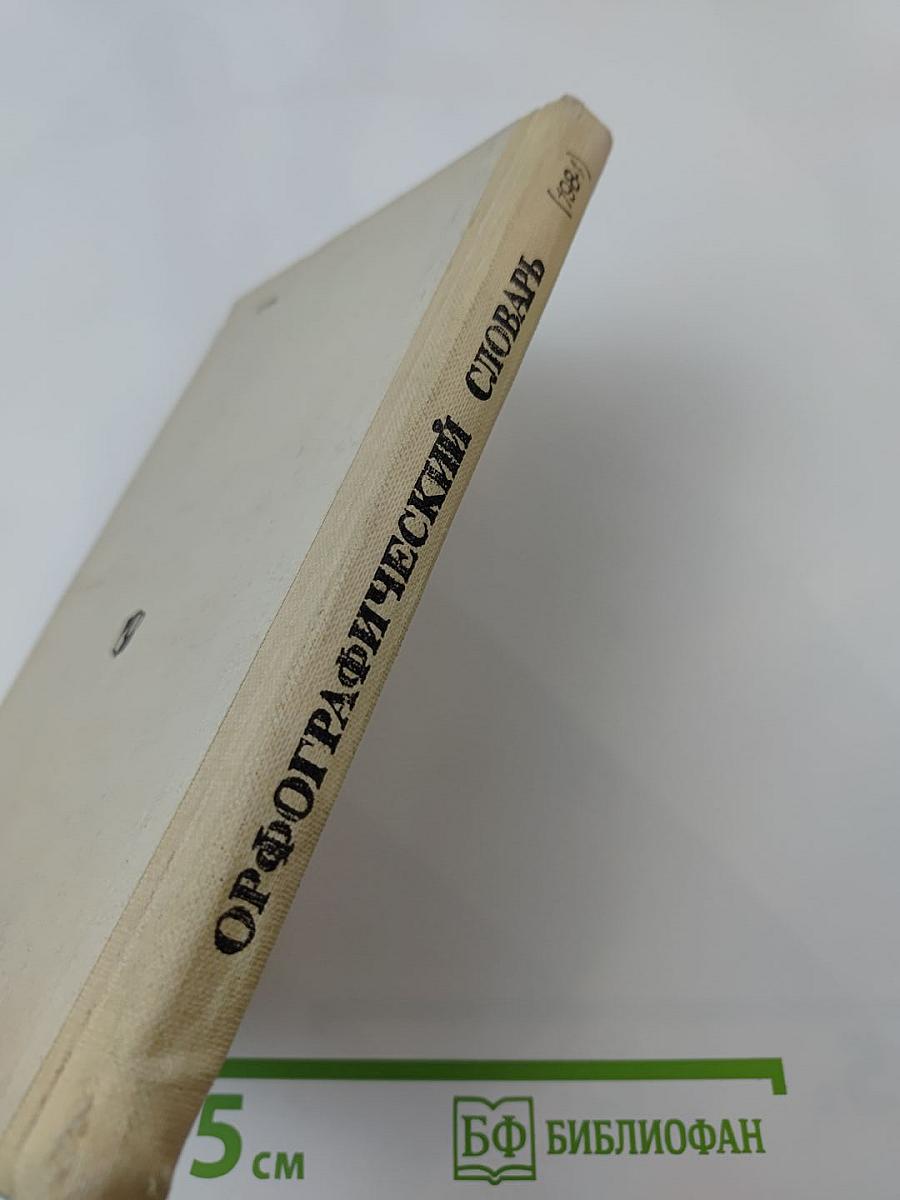 ОРФОГРАФИЧЕСКИЙ СЛОВАРЬ
(1981)
5 см
БФ БИБЛИОФАН